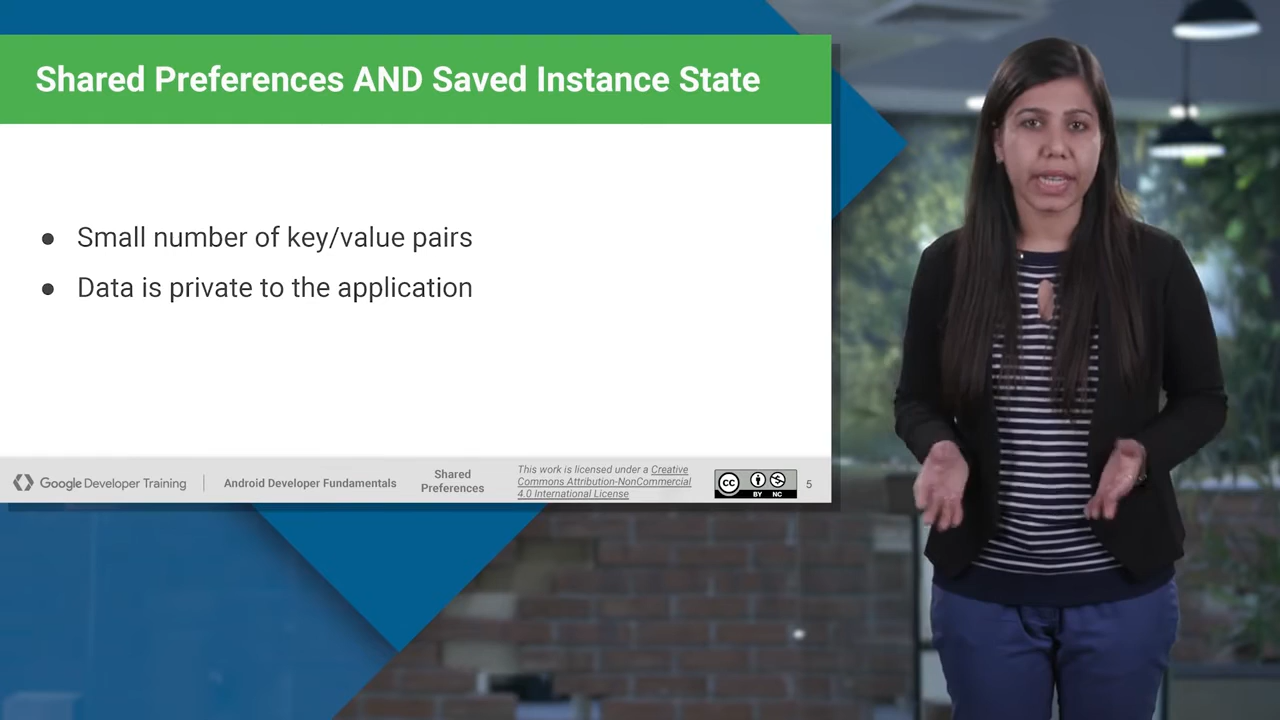 Shared Preferences AND Saved Instance State
● Small number of key/value pairs
● Data is private to the application
Google Developer Training
Android Developer Fundamentals
Shared
Preferences
This work is licensed under a Creative
Commons Attribution-NonCommercial
4.0 International License
cc
BY NC
5